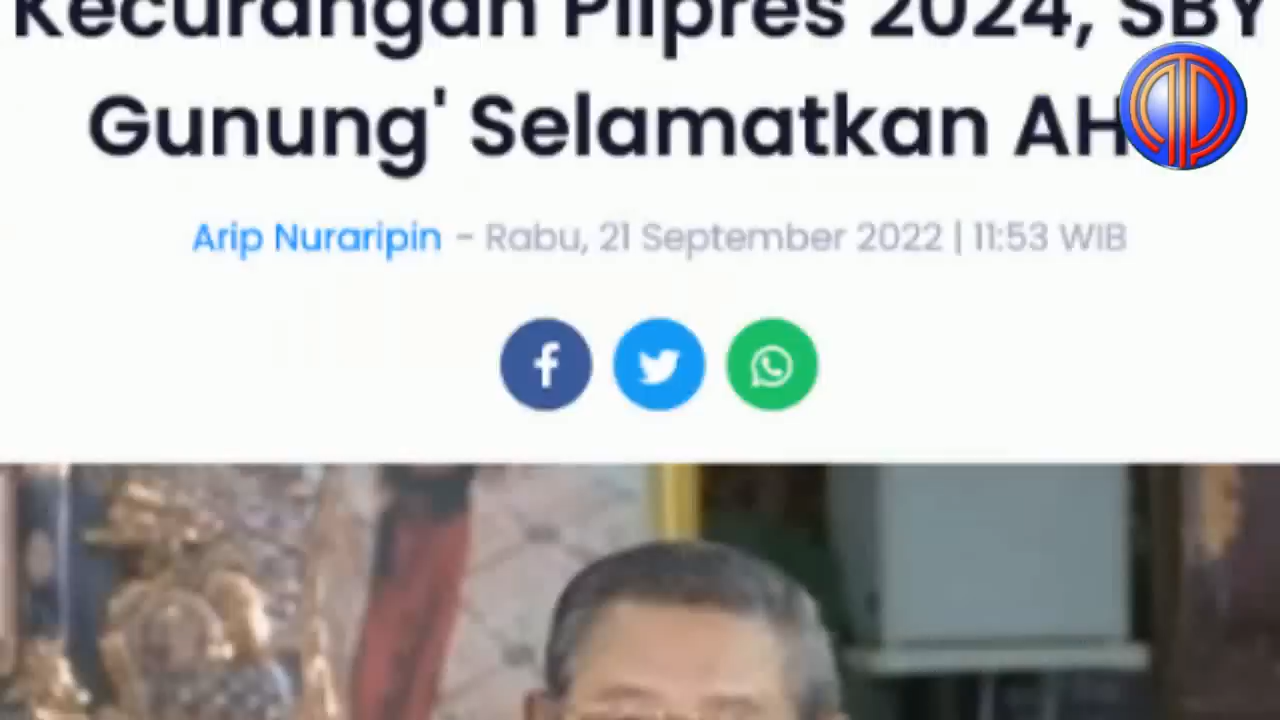 Kecurangan Pilpres 2024, SBY
Gunung' Selamatkan AH
Arip Nuraripin - Rabu, 21 September 2022 | 11:53 WIB